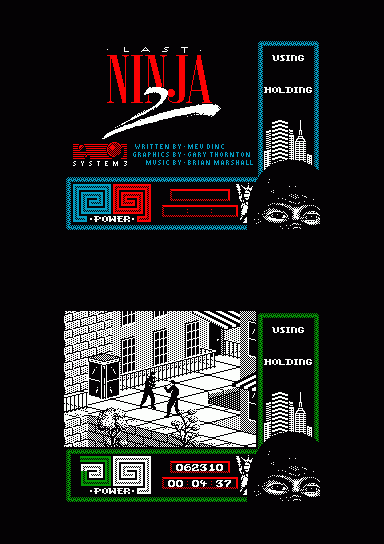 · LAST ·
NINJA
2
SYSTEM 3
WRITTEN BY · MEV DINC
GRAPHICS BY · GARY THORNTON
MUSIC BY · BRIAN MARSHALL
USING
HOLDING
·POWER·
USING
HOLDING
·POWER·
062310
00 04 37